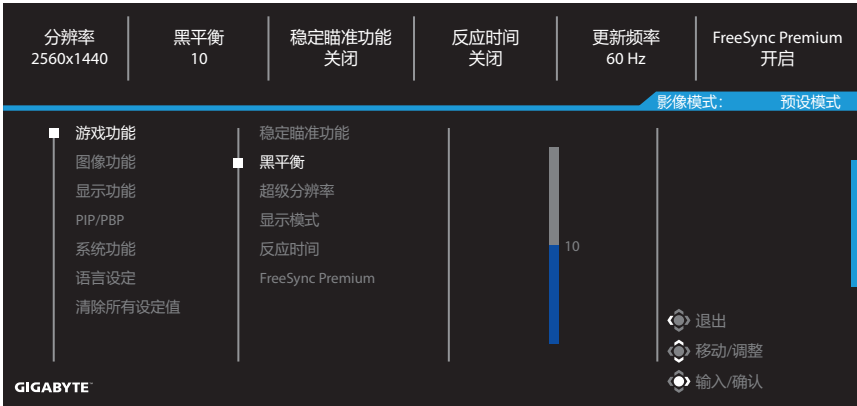 分辨率
2560x1440
黑平衡
10
稳定瞄准功能
关闭
反应时间
关闭
更新频率
60 Hz
FreeSync Premium
开启
影像模式： 预设模式
游戏功能
图像功能
显示功能
PIP/PBP
系统功能
语言设定
清除所有设定值
稳定瞄准功能
黑平衡
超级分辨率
显示模式
反应时间
FreeSync Premium
10
退出
移动/调整
输入/确认
GIGABYTE™